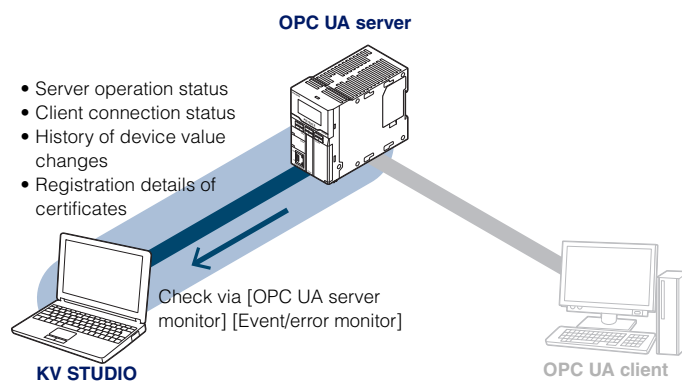 OPC UA server
• Server operation status
• Client connection status
• History of device value
changes
• Registration details of
certificates
Check via [OPC UA server
monitor] [Event/error monitor]
KV STUDIO
OPC UA client